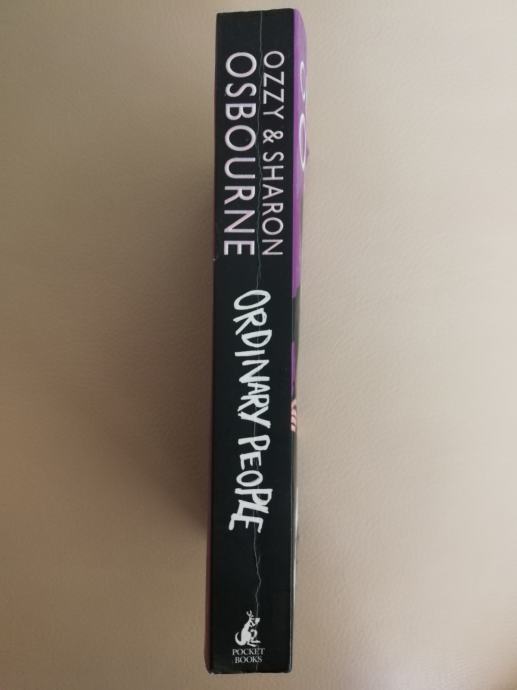 OZZY & SHARON
OSBOURNE
ORDINARY PEOPLE
POCKET
BOOKS